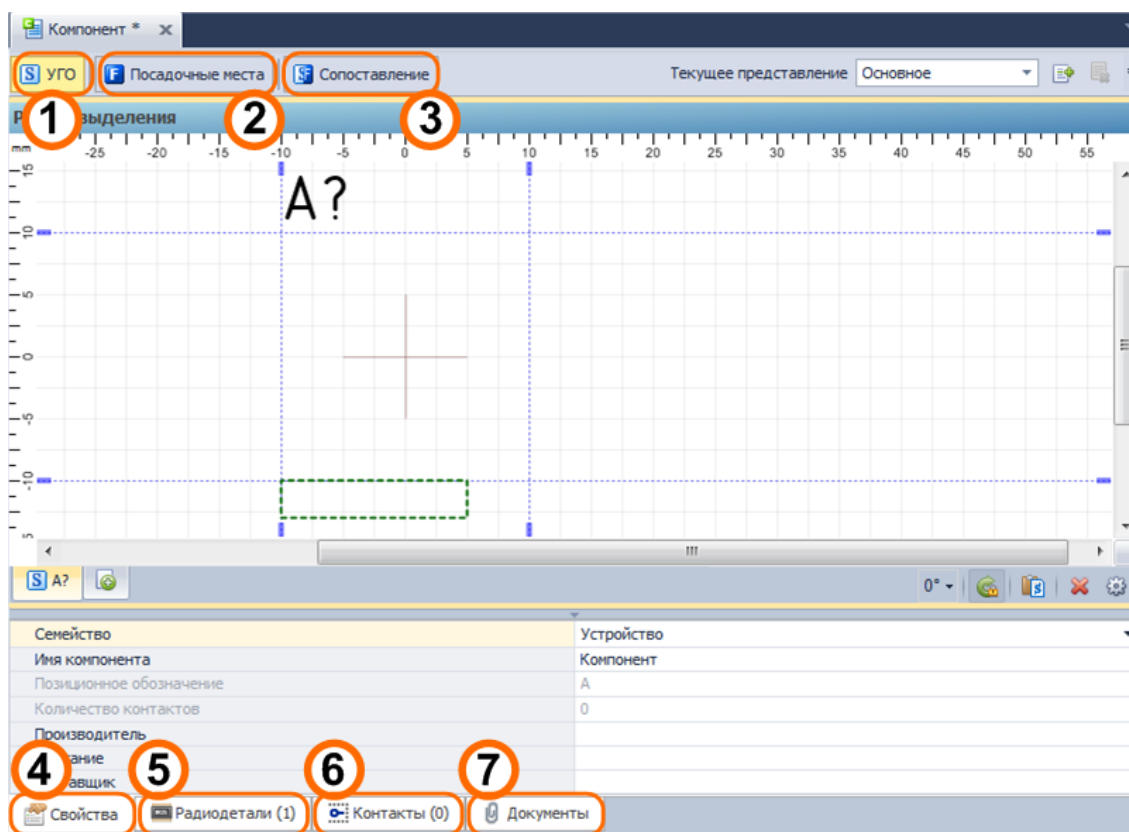 Компонент *
УГО Посадочные места Сопоставление Текущее представление Основное
1 2 3
выделения
mm -25 -20 -15 -10 -5 0 5 10 15 20 25 30 35 40 45 50 55
15
A?
10
5
0
-5
-10
A? 0°
Семейство Устройство
Имя компонента Компонент
Позиционное обозначение A
Количество контактов 0
Производитель
4 5 6 7
Свойства Радиодетали (1) Контакты (0) Документы